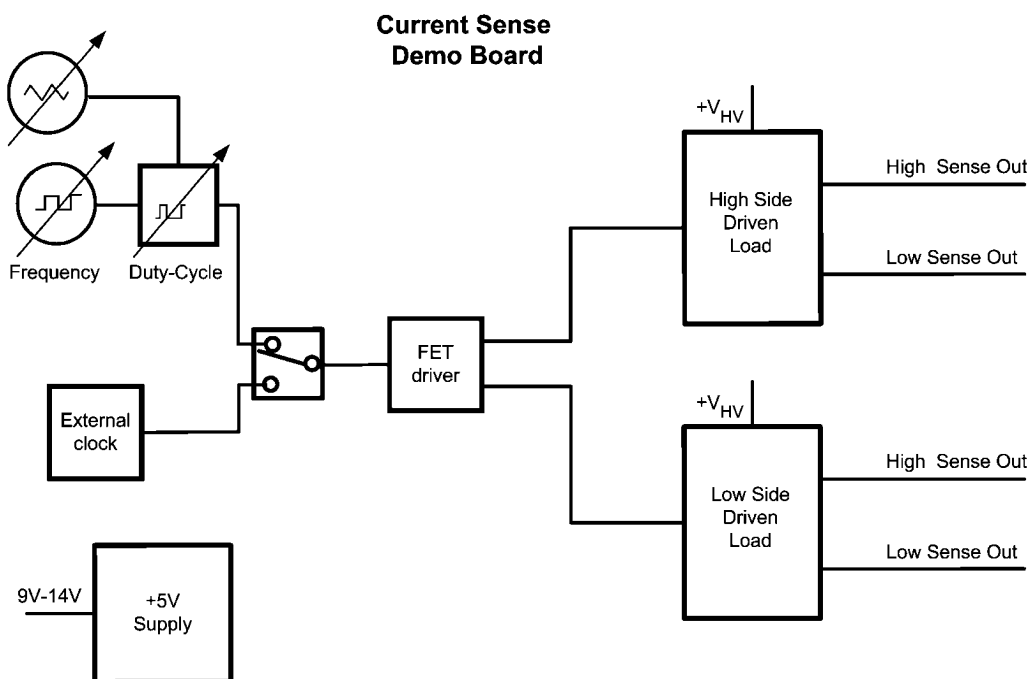 Current Sense
Demo Board
+VHV
High Sense Out
High Side
Driven
Load
Low Sense Out
Frequency
Duty-Cycle
FET
driver
External
clock
+VHV
High Sense Out
Low Side
Driven
Load
Low Sense Out
9V-14V
+5V
Supply